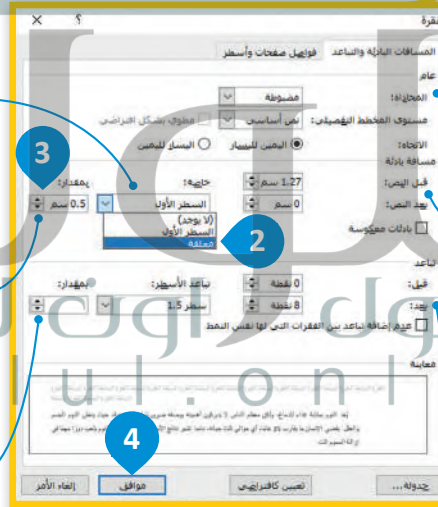 فقرة
؟ ×
المسافات البادئة والتباعد فواصل صفحات وأسطر
عام
المحاذاة: مضبوطة
مستوى المخطط التفصيلي: نص أساسي مطوي بشكل افتراضي
الاتجاه: اليمين لليسار اليسار لليمين
مسافة بادئة
قبل النص: 1.27 سم خاصة: بمقدار:
بعد النص: 0 سم السطر الأول 0.5 سم
3
(لا يوجد)
السطر الأول
معلقة
2
بادئات معكوسة
تباعد
قبل: 0 نقطة تباعد الأسطر: بمقدار:
بعد: 8 نقطة سطر 1.5
عدم إضافة تباعد بين الفقرات التي لها نفس النمط
معاينة
4
جدولة... تعيين كافتراضي موافق إلغاء الأمر
اول اون
l u l . o n l